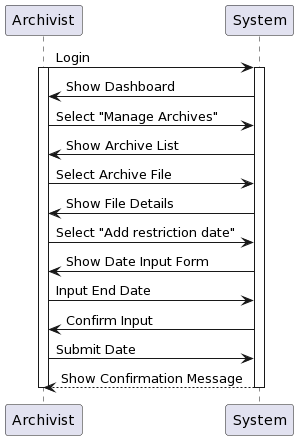 Archivist System
Login
Show Dashboard
Select "Manage Archives"
Show Archive List
Select Archive File
Show File Details
Select "Add restriction date"
Show Date Input Form
Input End Date
Confirm Input
Submit Date
Show Confirmation Message
Archivist System